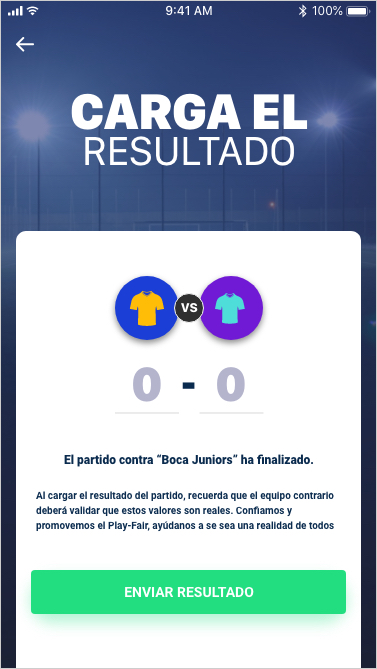 9:41 AM 100%
CARGA EL
RESULTADO
VS
0 - 0
El partido contra “Boca Juniors” ha finalizado.
Al cargar el resultado del partido, recuerda que el equipo contrario
deberá validar que estos valores son reales. Confiamos y
promovemos el Play-Fair, ayúdanos a se sea una realidad de todos
ENVIAR RESULTADO